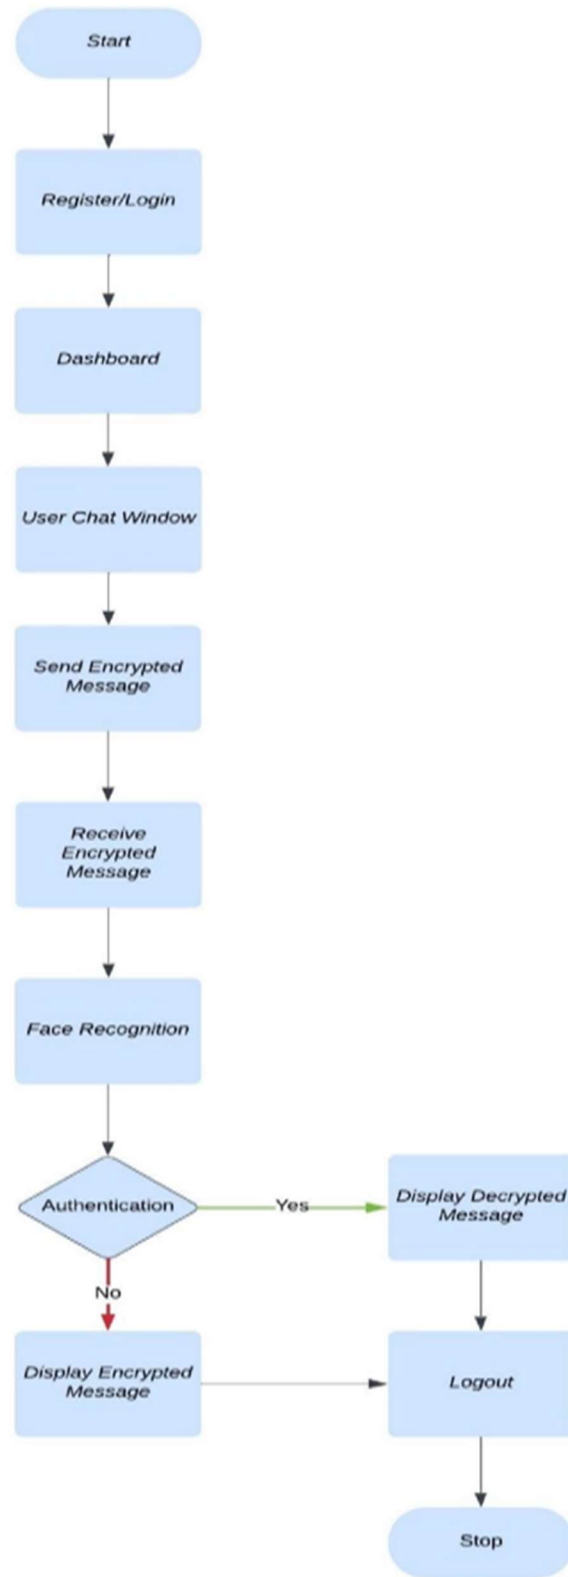 Start
Register/Login
Dashboard
User Chat Window
Send Encrypted
Message
Receive
Encrypted
Message
Face Recognition
Authentication
Yes
Display Decrypted
Message
No
Display Encrypted
Message
Logout
Stop